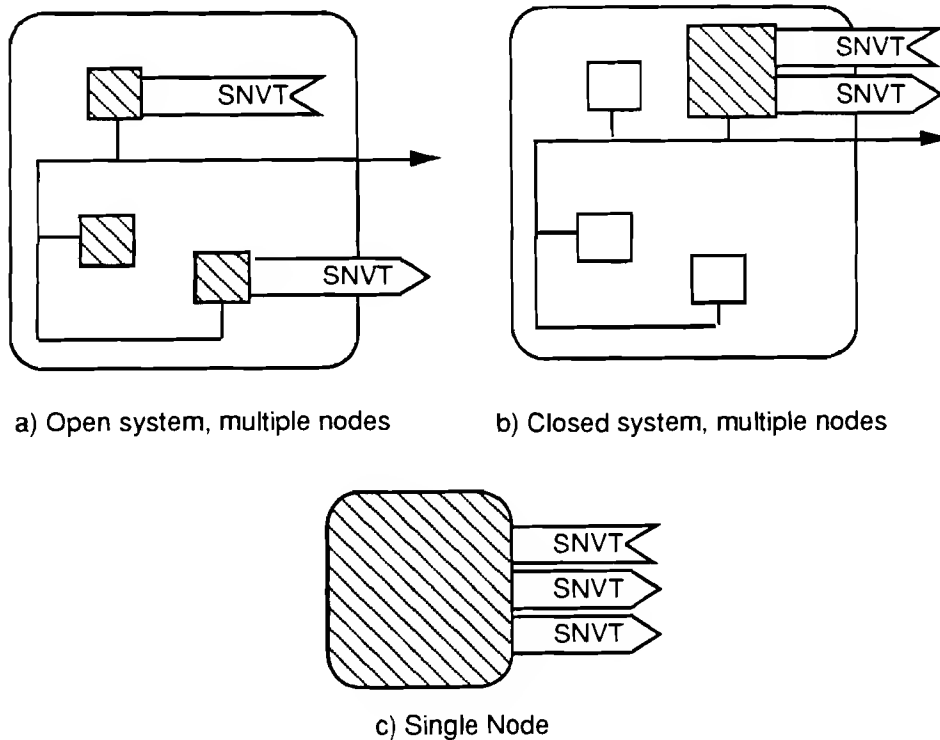 SNVT
SNVT
SNVT
SNVT
a) Open system, multiple nodes
b) Closed system, multiple nodes
SNVT
SNVT
SNVT
c) Single Node